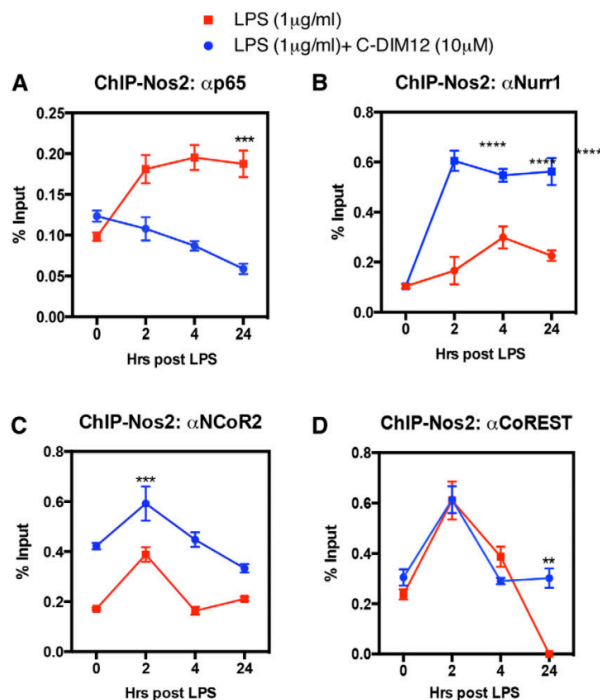 LPS (1µg/ml)
LPS (1µg/ml)+ C-DIM12 (10µM)
A
ChIP-Nos2: αp65
% Input
0.25
0.20
0.15
0.10
0.05
0.00
***
0 2 4 24
Hrs post LPS
B
ChIP-Nos2: αNurr1
% Input
0.8
0.6
0.4
0.2
0.0
****
****
****
0 2 4 24
Hrs post LPS
C
ChIP-Nos2: αNCoR2
% Input
0.8
0.6
0.4
0.2
0.0
***
0 2 4 24
Hrs post LPS
D
ChIP-Nos2: αCoREST
% Input
0.8
0.6
0.4
0.2
0.0
**
0 2 4 24
Hrs post LPS